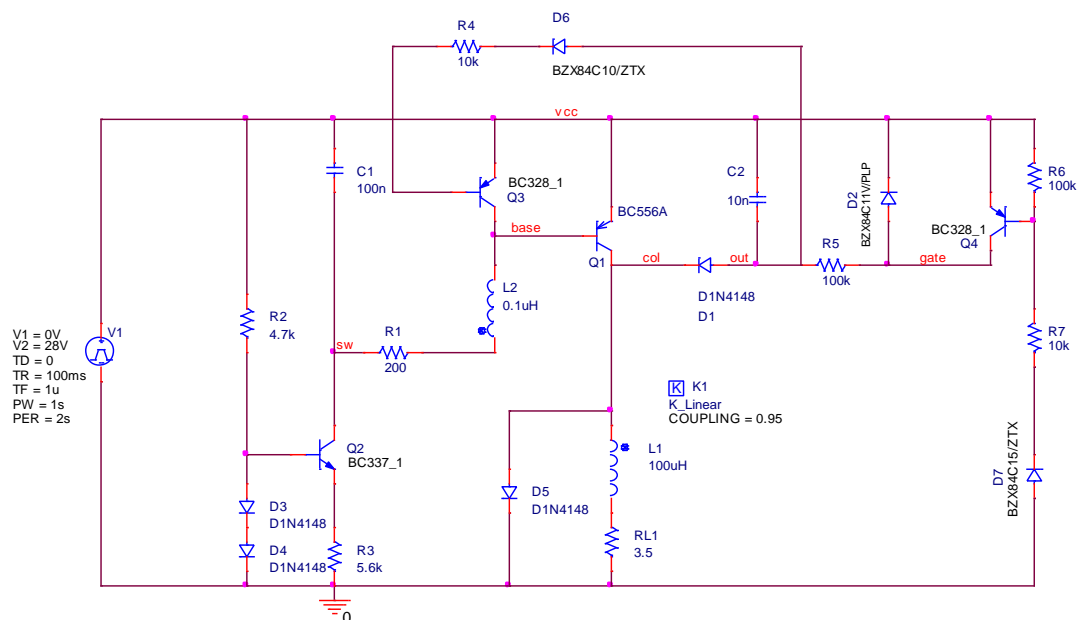 R4
10k
D6
BZX84C10/ZTX
vcc
C1
100n
BC328_1
Q3
BC556A
Q1
base
C2
10n
D2
BZX84C11V/PLP
BC328_1
Q4
R6
100k
col
out
R5
100k
gate
D1N4148
D1
L2
0.1uH
R2
4.7k
sw
R1
200
V1
V1 = 0V
V2 = 28V
TD = 0
TR = 100ms
TF = 1u
PW = 1s
PER = 2s
R7
10k
K
K1
K_Linear
COUPLING = 0.95
Q2
BC337_1
L1
100uH
D5
D1N4148
D7
BZX84C15/ZTX
D3
D1N4148
D4
D1N4148
R3
5.6k
RL1
3.5
0